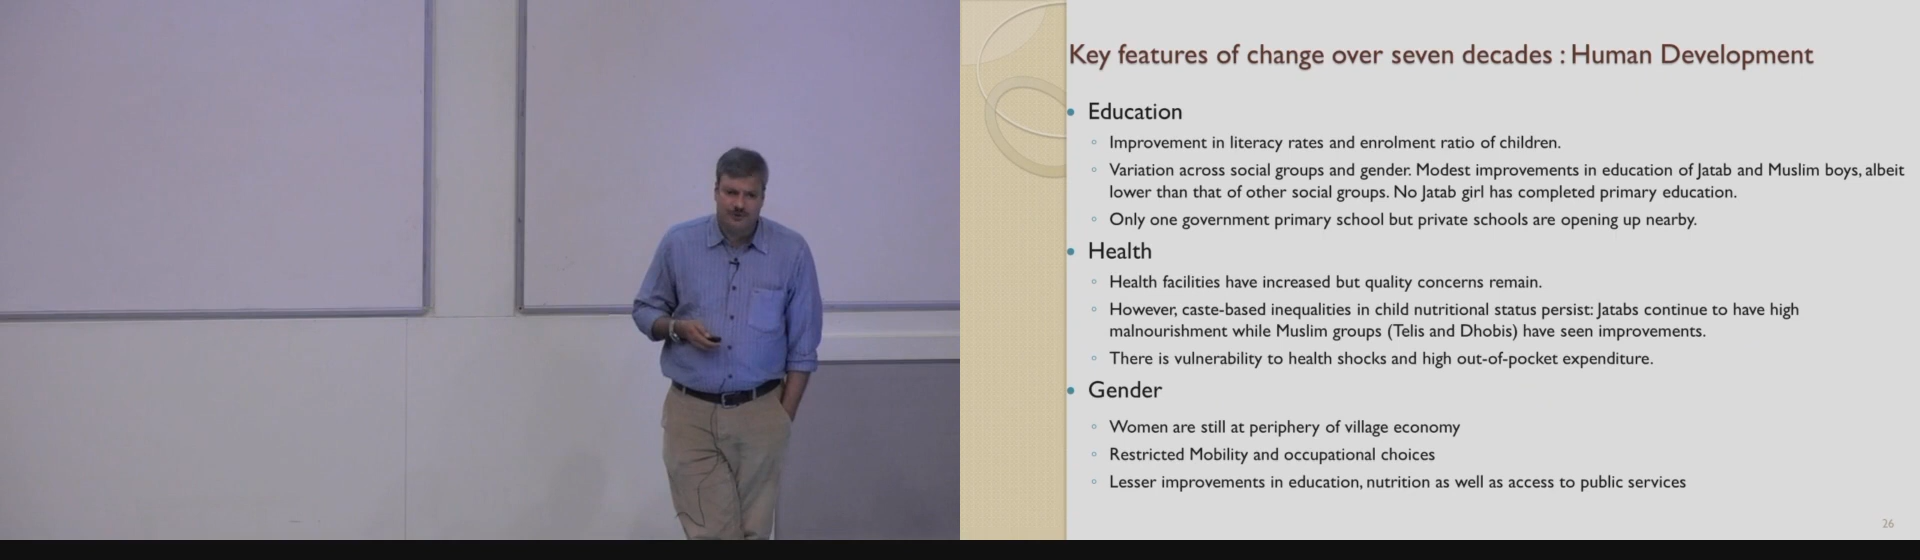 Key features of change over seven decades : Human Development
Education
Improvement in literacy rates and enrolment ratio of children.
Variation across social groups and gender. Modest improvements in education of Jatab and Muslim boys, albeit
lower than that of other social groups. No Jatab girl has completed primary education.
Only one government primary school but private schools are opening up nearby.
Health
Health facilities have increased but quality concerns remain.
However, caste-based inequalities in child nutritional status persist: Jatabs continue to have high
malnourishment while Muslim groups (Telis and Dhobis) have seen improvements.
There is vulnerability to health shocks and high out-of-pocket expenditure.
Gender
Women are still at periphery of village economy
Restricted Mobility and occupational choices
Lesser improvements in education, nutrition as well as access to public services
26